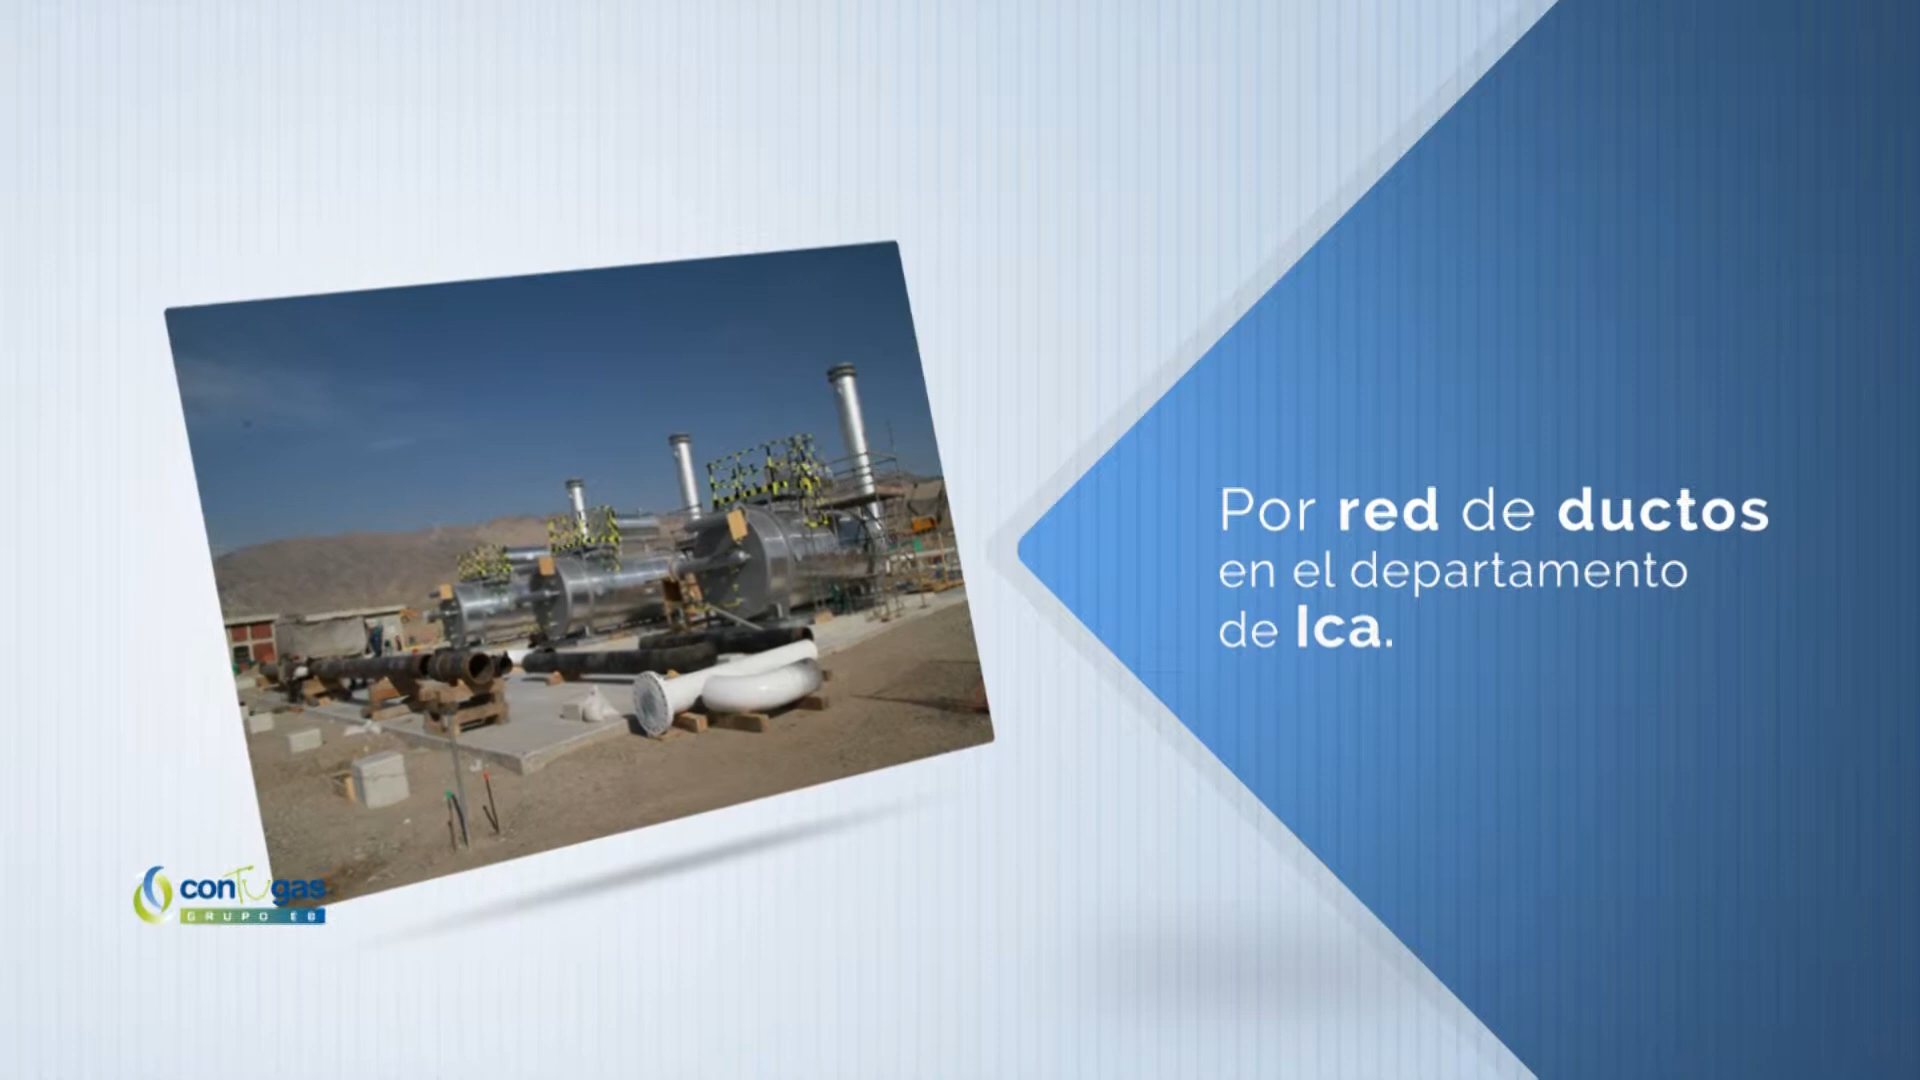 Por red de ductos
en el departamento
de Ica.
conTugas
GRUPO EB